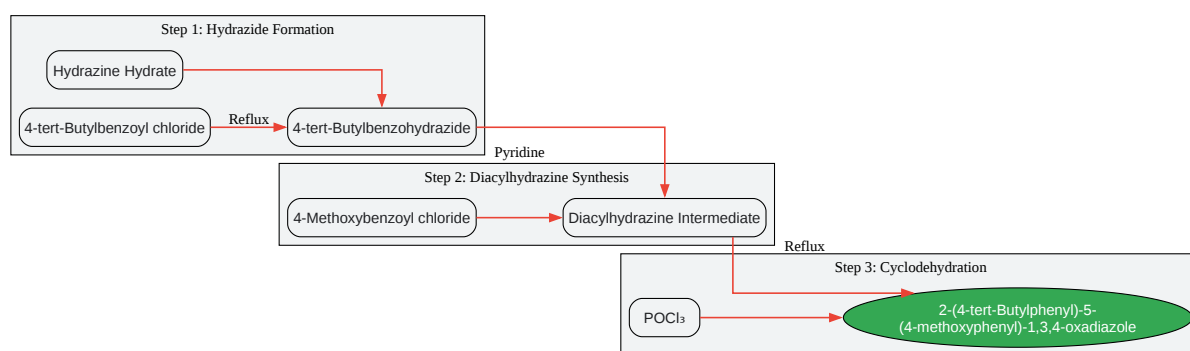 Step 1: Hydrazide Formation
Hydrazine Hydrate
4-tert-Butylbenzoyl chloride
Reflux
4-tert-Butylbenzohydrazide
Pyridine
Step 2: Diacylhydrazine Synthesis
4-Methoxybenzoyl chloride
Diacylhydrazine Intermediate
Reflux
Step 3: Cyclodehydration
POCl₃
2-(4-tert-Butylphenyl)-5-
(4-methoxyphenyl)-1,3,4-oxadiazole